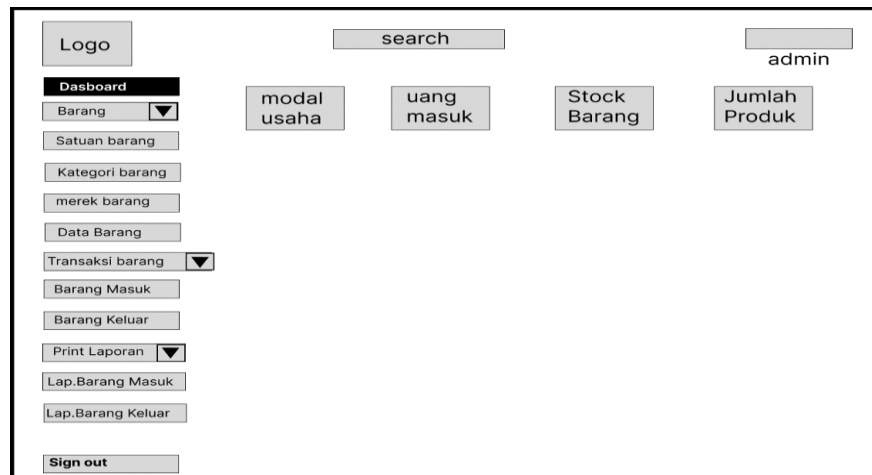 Logo
search
admin
Dasboard
Barang
Satuan barang
Kategori barang
merek barang
Data Barang
Transaksi barang
Barang Masuk
Barang Keluar
Print Laporan
Lap.Barang Masuk
Lap.Barang Keluar
Sign out
modal
usaha
uang
masuk
Stock
Barang
Jumlah
Produk